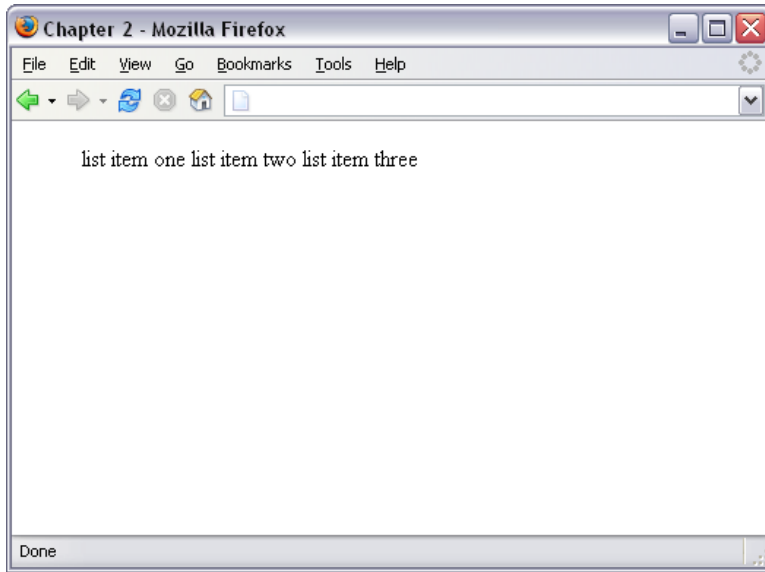 Chapter 2 - Mozilla Firefox
File Edit View Go Bookmarks Tools Help
list item one list item two list item three
Done